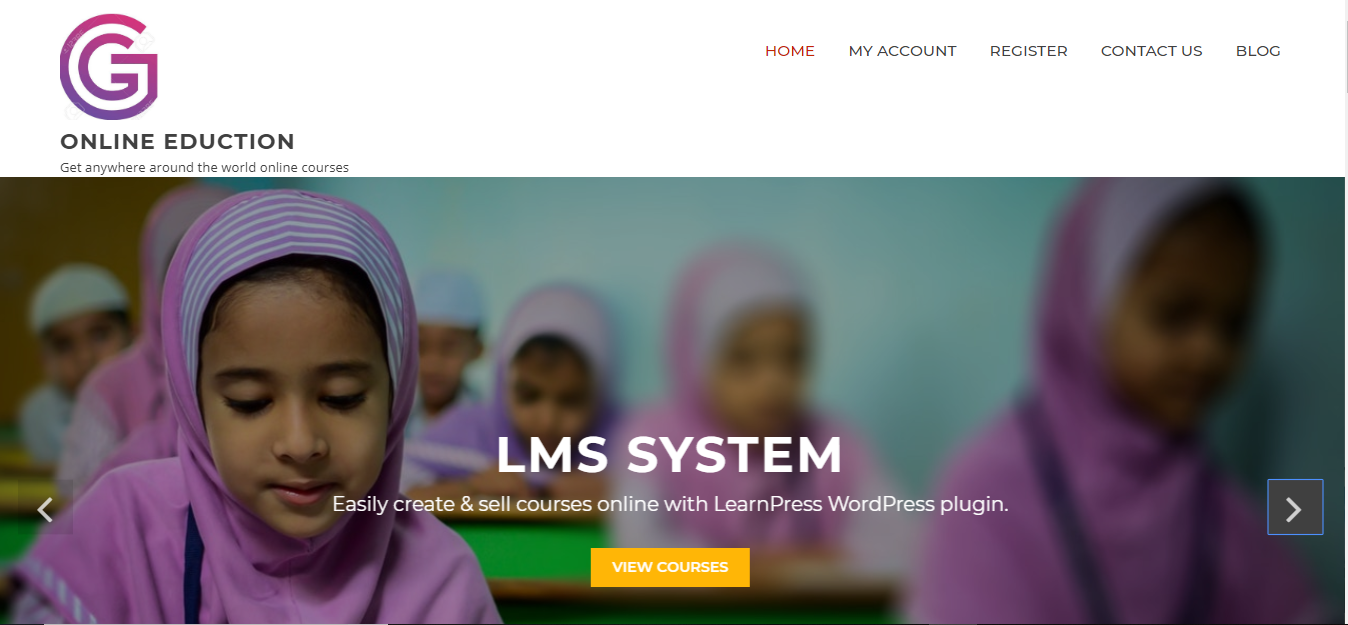 G
HOME MY ACCOUNT REGISTER CONTACT US BLOG
ONLINE EDUCTION
Get anywhere around the world online courses
LMS SYSTEM
Easily create & sell courses online with LearnPress WordPress plugin.
VIEW COURSES